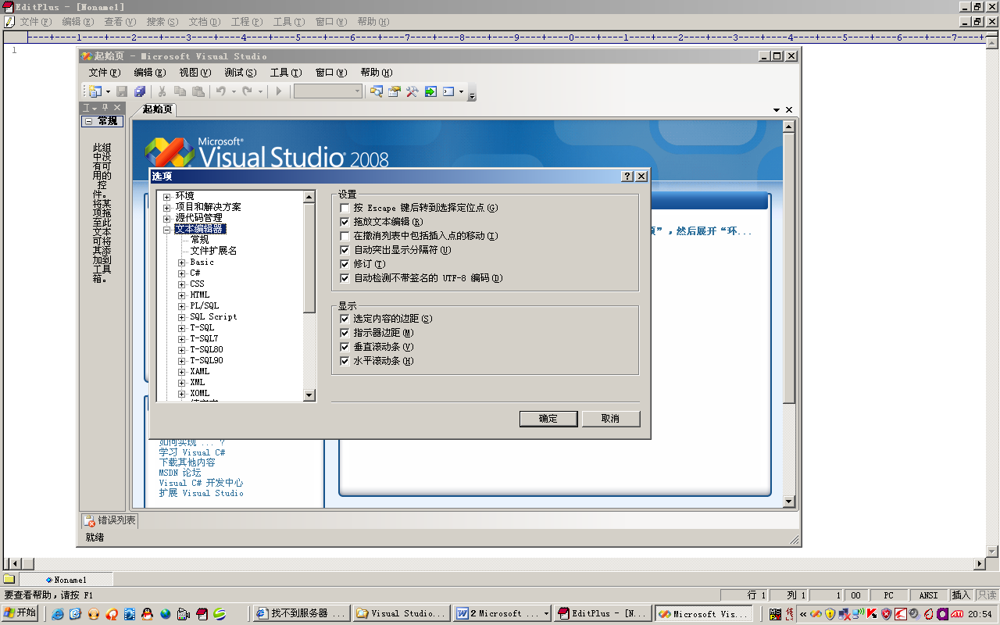 EditPlus - [Noname1]
文件(F) 编辑(E) 查看(V) 搜索(S) 文档(D) 工程(P) 工具(T) 窗口(W) 帮助(H)
1 2 3 4 5 6 7 8 9 0 1 2 3 4 5 6 7
1
起始页 - Microsoft Visual Studio
文件(F) 编辑(E) 视图(V) 测试(S) 工具(T) 窗口(W) 帮助(H)
工
起始页
常规
此组中没有可用的控件。将某项拖至此文本可将其添加到工具箱。
Microsoft®
Visual Studio® 2008
选项
环境
项目和解决方案
源代码管理
文本编辑器
常规
文件扩展名
Basic
C#
CSS
HTML
PL/SQL
SQL Script
T-SQL
T-SQL7
T-SQL80
T-SQL90
XAML
XML
XOML
设置
按 Escape 键后转到选择定位点(G)
拖放文本编辑(R)
在撤消列表中包括插入点的移动(I)
自动突出显示分隔符(U)
修订(T)
自动检测不带签名的 UTF-8 编码(D)
显示
选定内容的边距(S)
指示器边距(M)
垂直滚动条(V)
水平滚动条(H)
确定 取消
”，然后展开“环...
如何实现 ... ?
学习 Visual C#
下载其他内容
MSDN 论坛
Visual C# 开发中心
扩展 Visual Studio
错误列表
就绪
Noname1
要查看帮助，请按 F1
行 1 列 1 1 00 PC ANSI 插入 只读
开始 找不到服务器 ... Visual Studio... 2 Microsoft ... EditPlus - [N... Microsoft Vis... 20:54